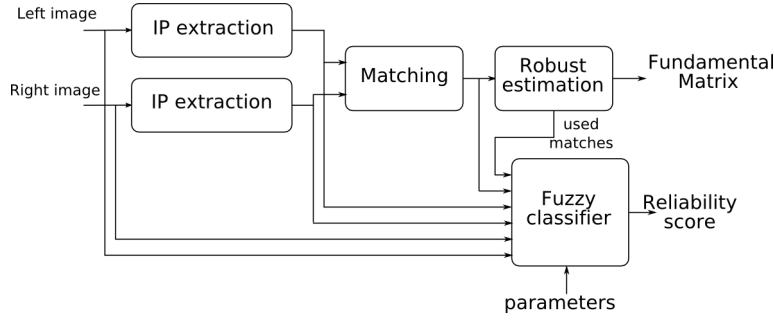 Left image
IP extraction
Right image
IP extraction
Matching
Robust
estimation
Fundamental
Matrix
used
matches
Fuzzy
classifier
Reliability
score
parameters